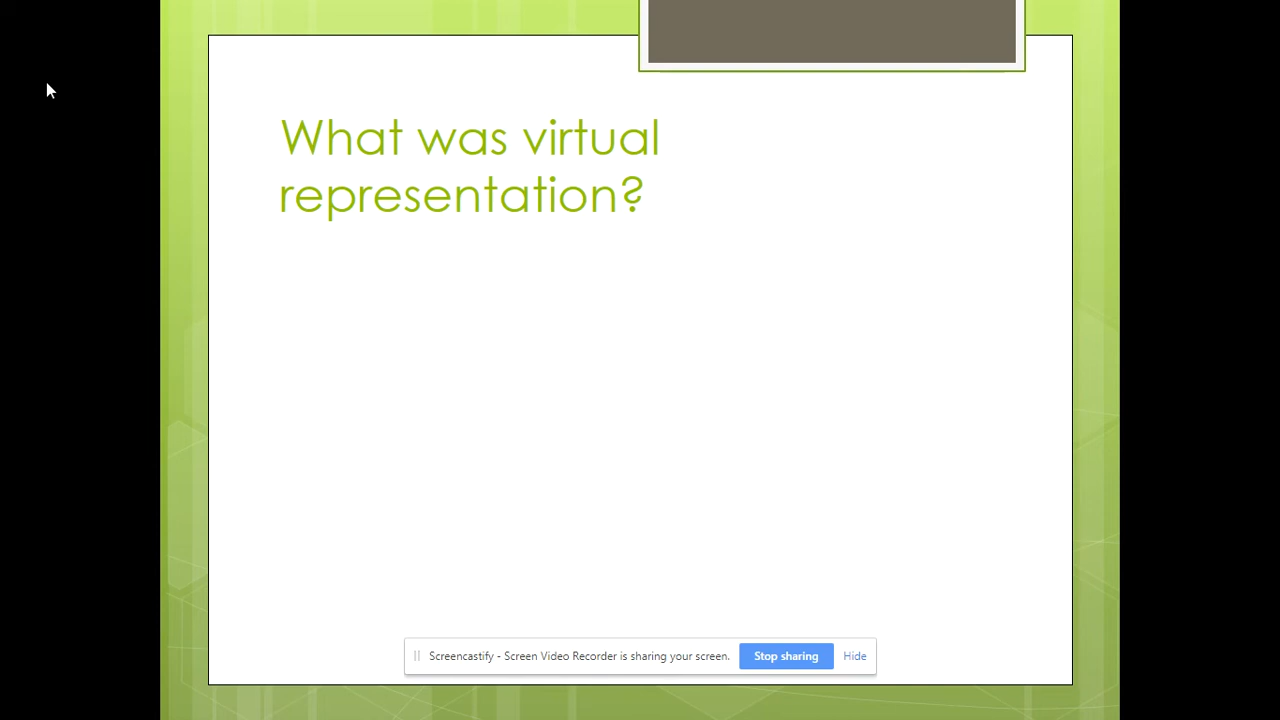 What was virtual
representation?
Screencastify - Screen Video Recorder is sharing your screen. Stop sharing Hide